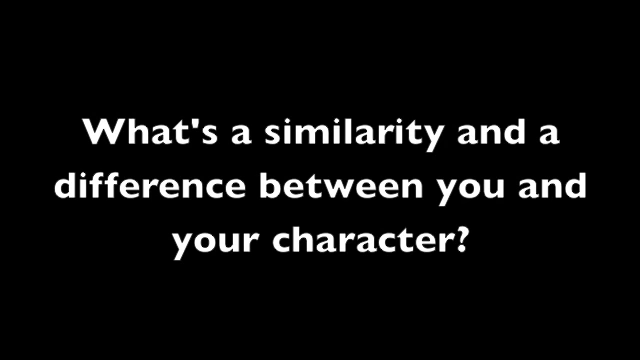 What's a similarity and a
difference between you and
your character?